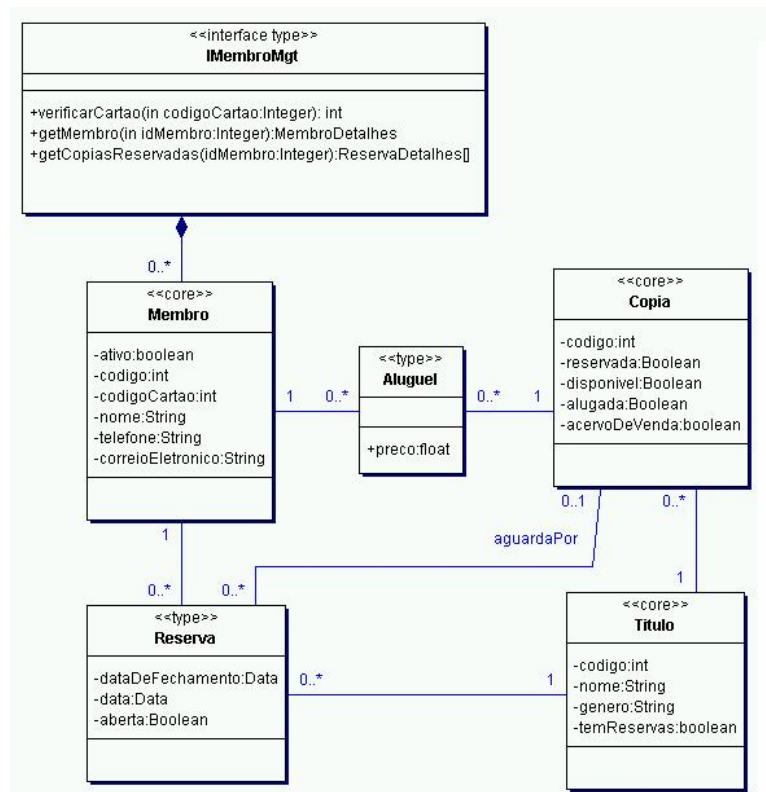 <<interface type>>
IMembroMgt
+verificarCartao(in codigoCartao:Integer): int
+getMembro(in idMembro:Integer):MembroDetalhes
+getCopiasReservadas(idMembro:Integer):ReservaDetalhes[]
0..*
<<core>>
Membro
-ativo:boolean
-codigo:int
-codigoCartao:int
-nome:String
-telefone:String
-correioEletronico:String
1
0..*
<<type>>
Aluguel
+preco:float
0..*
1
<<core>>
Copia
-codigo:int
-reservada:Boolean
-disponivel:Boolean
-alugada:Boolean
-acervoDeVenda:boolean
0..1
0..*
aguardaPor
1
1
0..*
0..*
<<type>>
Reserva
-dataDeFechamento:Data
-data:Data
-aberta:Boolean
0..*
1
<<core>>
Titulo
-codigo:int
-nome:String
-genero:String
-temReservas:boolean